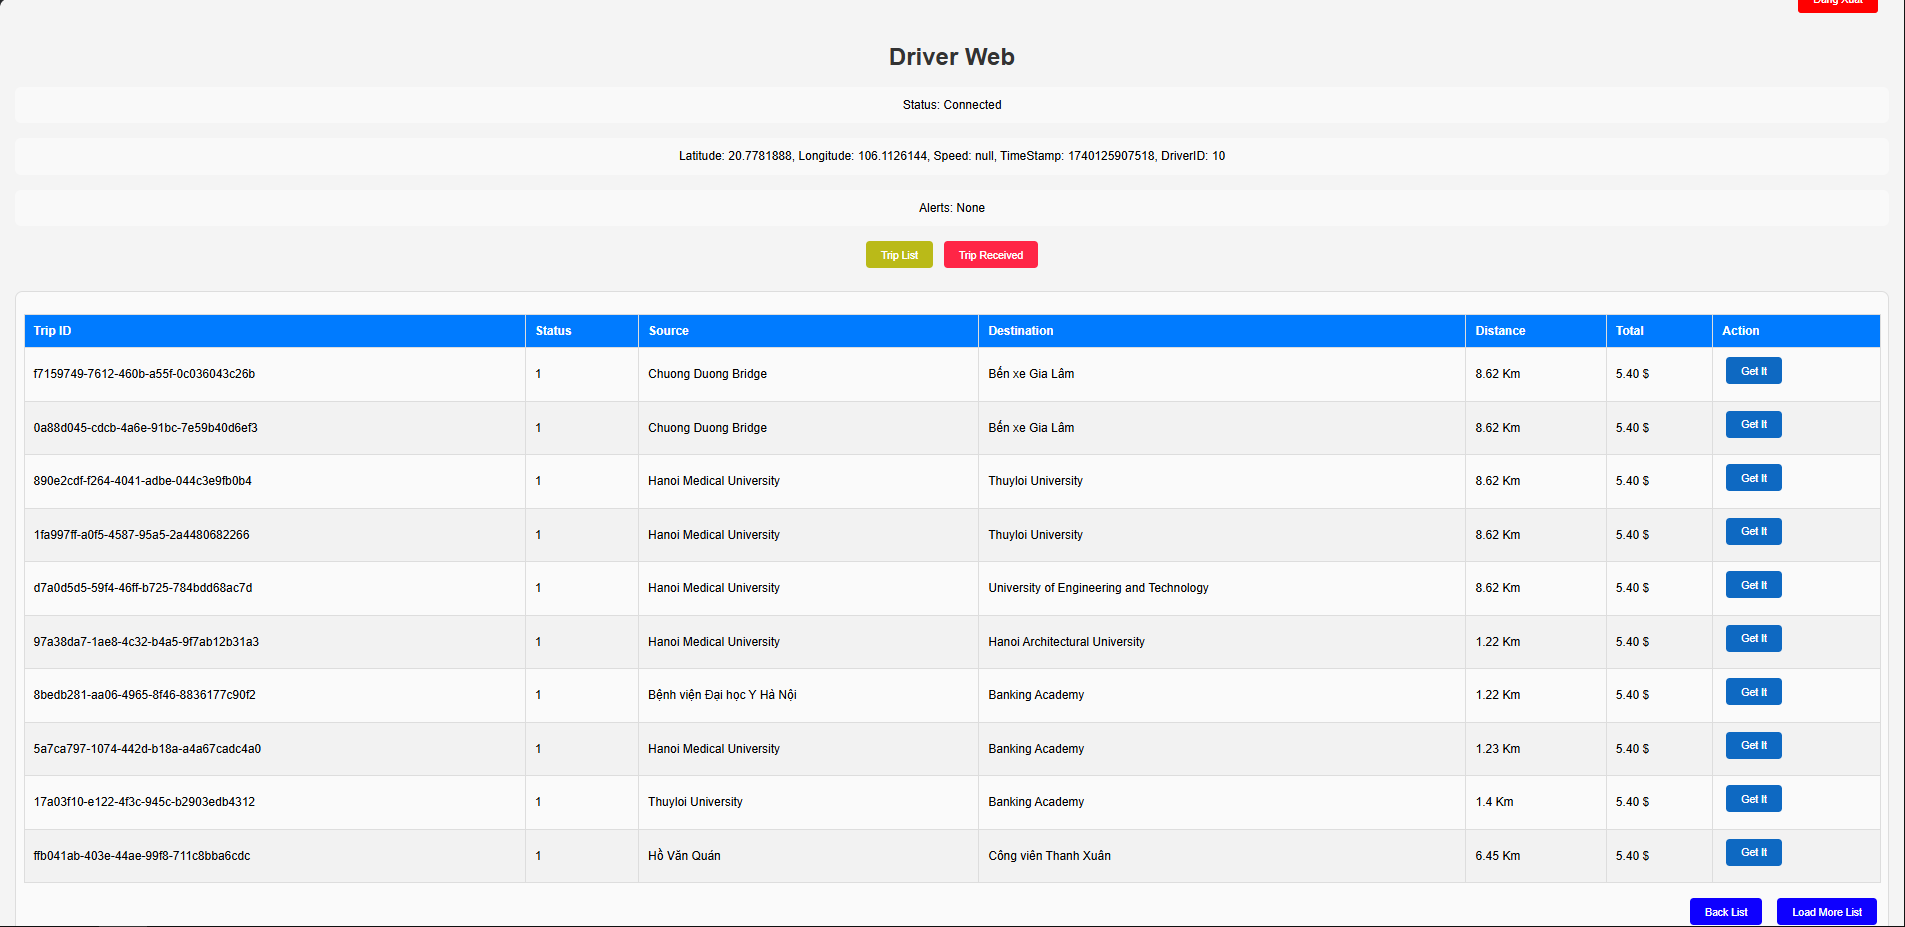 Đăng Xuất
Driver Web
Status: Connected
Latitude: 20.7781888, Longitude: 106.1126144, Speed: null, TimeStamp: 1740125907518, DriverID: 10
Alerts: None
Trip List Trip Received
Trip ID Status Source Destination Distance Total Action
f7159749-7612-460b-a55f-0c036043c26b 1 Chuong Duong Bridge Bến xe Gia Lâm 8.62 Km 5.40 $ Get It
0a88d045-cdcb-4a6e-91bc-7e59b40d6ef3 1 Chuong Duong Bridge Bến xe Gia Lâm 8.62 Km 5.40 $ Get It
890e2cdf-f264-4041-adbe-044c3e9fb0b4 1 Hanoi Medical University Thuyloi University 8.62 Km 5.40 $ Get It
1fa997ff-a0f5-4587-95a5-2a4480682266 1 Hanoi Medical University Thuyloi University 8.62 Km 5.40 $ Get It
d7a0d5d5-59f4-46ff-b725-784bdd68ac7d 1 Hanoi Medical University University of Engineering and Technology 8.62 Km 5.40 $ Get It
97a38da7-1ae8-4c32-b4a5-9f7ab12b31a3 1 Hanoi Medical University Hanoi Architectural University 1.22 Km 5.40 $ Get It
8bedb281-aa06-4965-8f46-8836177c90f2 1 Bệnh viện Đại học Y Hà Nội Banking Academy 1.22 Km 5.40 $ Get It
5a7ca797-1074-442d-b18a-a4a67cadc4a0 1 Hanoi Medical University Banking Academy 1.23 Km 5.40 $ Get It
17a03f10-e122-4f3c-945c-b2903edb4312 1 Thuyloi University Banking Academy 1.4 Km 5.40 $ Get It
ffb041ab-403e-44ae-99f8-711c8bba6cdc 1 Hồ Văn Quán Công viên Thanh Xuân 6.45 Km 5.40 $ Get It
Back List Load More List